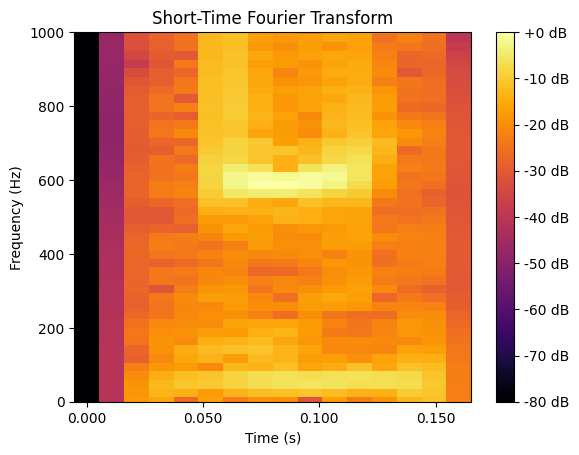 Short-Time Fourier Transform
1000
800
600
400
200
0
Frequency (Hz)
0.000
0.050
0.100
0.150
Time (s)
+0 dB
-10 dB
-20 dB
-30 dB
-40 dB
-50 dB
-60 dB
-70 dB
-80 dB